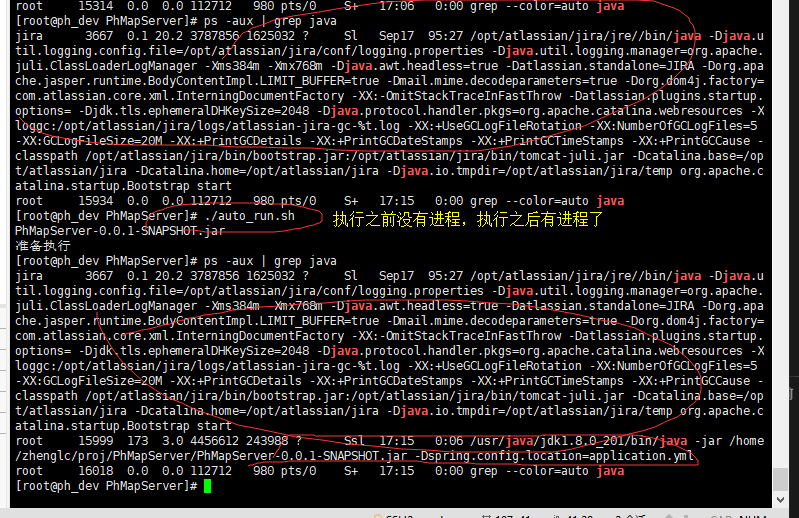 root     15314  0.0  0.0 112712   980 pts/0    S+   17:06   0:00 grep --color=auto java
[root@ph_dev PhMapServer]# ps -aux | grep java
jira      3667  0.1 20.2 3787856 1625032 ?     Sl   Sep17  95:27 /opt/atlassian/jira/jre//bin/java -Djava.u
til.logging.config.file=/opt/atlassian/jira/conf/logging.properties -Djava.util.logging.manager=org.apache.
juli.ClassLoaderLogManager -Xms384m -Xmx768m -Djava.awt.headless=true -Datlassian.standalone=JIRA -Dorg.apa
che.jasper.runtime.BodyContentImpl.LIMIT_BUFFER=true -Dmail.mime.decodeparameters=true -Dorg.dom4j.factory=
com.atlassian.core.xml.InterningDocumentFactory -XX:-OmitStackTraceInFastThrow -Datlassian.plugins.startup.
options= -Djdk.tls.ephemeralDHKeySize=2048 -Djava.protocol.handler.pkgs=org.apache.catalina.webresources -X
loggc:/opt/atlassian/jira/logs/atlassian-jira-gc-%t.log -XX:+UseGCLogFileRotation -XX:NumberOfGCLogFiles=5
-XX:GCLogFileSize=20M -XX:+PrintGCDetails -XX:+PrintGCDateStamps -XX:+PrintGCTimeStamps -XX:+PrintGCCause -
classpath /opt/atlassian/jira/bin/bootstrap.jar:/opt/atlassian/jira/bin/tomcat-juli.jar -Dcatalina.base=/op
t/atlassian/jira -Dcatalina.home=/opt/atlassian/jira -Djava.io.tmpdir=/opt/atlassian/jira/temp org.apache.c
atalina.startup.Bootstrap start
root     15934  0.0  0.0 112712   980 pts/0    S+   17:15   0:00 grep --color=auto java
[root@ph_dev PhMapServer]# ./auto_run.sh
执行之前没有进程，执行之后有进程了
PhMapServer-0.0.1-SNAPSHOT.jar
准备执行
[root@ph_dev PhMapServer]# ps -aux | grep java
jira      3667  0.1 20.2 3787856 1625032 ?     Sl   Sep17  95:27 /opt/atlassian/jira/jre//bin/java -Djava.u
til.logging.config.file=/opt/atlassian/jira/conf/logging.properties -Djava.util.logging.manager=org.apache.
juli.ClassLoaderLogManager -Xms384m -Xmx768m -Djava.awt.headless=true -Datlassian.standalone=JIRA -Dorg.apa
che.jasper.runtime.BodyContentImpl.LIMIT_BUFFER=true -Dmail.mime.decodeparameters=true -Dorg.dom4j.factory=
com.atlassian.core.xml.InterningDocumentFactory -XX:-OmitStackTraceInFastThrow -Datlassian.plugins.startup.
options= -Djdk.tls.ephemeralDHKeySize=2048 -Djava.protocol.handler.pkgs=org.apache.catalina.webresources -X
loggc:/opt/atlassian/jira/logs/atlassian-jira-gc-%t.log -XX:+UseGCLogFileRotation -XX:NumberOfGCLogFiles=5
-XX:GCLogFileSize=20M -XX:+PrintGCDetails -XX:+PrintGCDateStamps -XX:+PrintGCTimeStamps -XX:+PrintGCCause -
classpath /opt/atlassian/jira/bin/bootstrap.jar:/opt/atlassian/jira/bin/tomcat-juli.jar -Dcatalina.base=/op
t/atlassian/jira -Dcatalina.home=/opt/atlassian/jira -Djava.io.tmpdir=/opt/atlassian/jira/temp org.apache.c
atalina.startup.Bootstrap start
root     15999  173  3.0 4456612 243988 ?      Ssl  17:15   0:06 /usr/java/jdk1.8.0_201/bin/java -jar /home
/zhenglc/proj/PhMapServer/PhMapServer-0.0.1-SNAPSHOT.jar -Dspring.config.location=application.yml
root     16018  0.0  0.0 112712   980 pts/0    S+   17:15   0:00 grep --color=auto java
[root@ph_dev PhMapServer]#